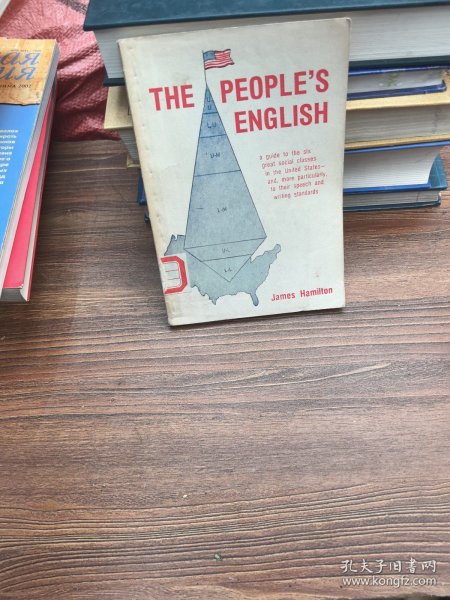 THE PEOPLE'S
ENGLISH
a guide to the six
great social classes
in the United States—
and, more particularly,
to their speech and
writing standards
U-M
L-M
U-L
L-L
James Hamilton
2002
孔夫子旧书网
www.kongfz.com